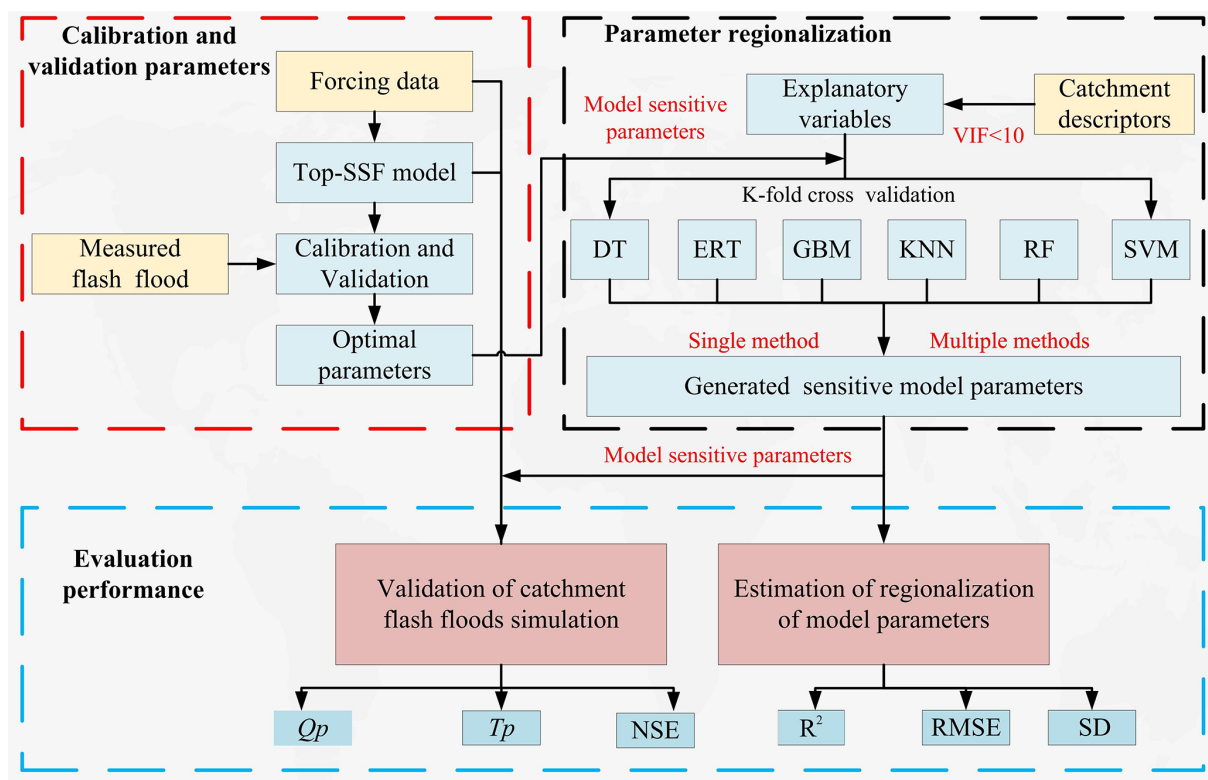 Calibration and
validation parameters
Forcing data
Top-SSF model
Measured
flash flood
Calibration and
Validation
Optimal
parameters
Parameter regionalization
Model sensitive
parameters
Explanatory
variables
VIF<10
Catchment
descriptors
K-fold cross validation
DT
ERT
GBM
KNN
RF
SVM
Single method
Multiple methods
Generated sensitive model parameters
Model sensitive parameters
Evaluation
performance
Validation of catchment
flash floods simulation
Estimation of regionalization
of model parameters
Qp
Tp
NSE
R²
RMSE
SD